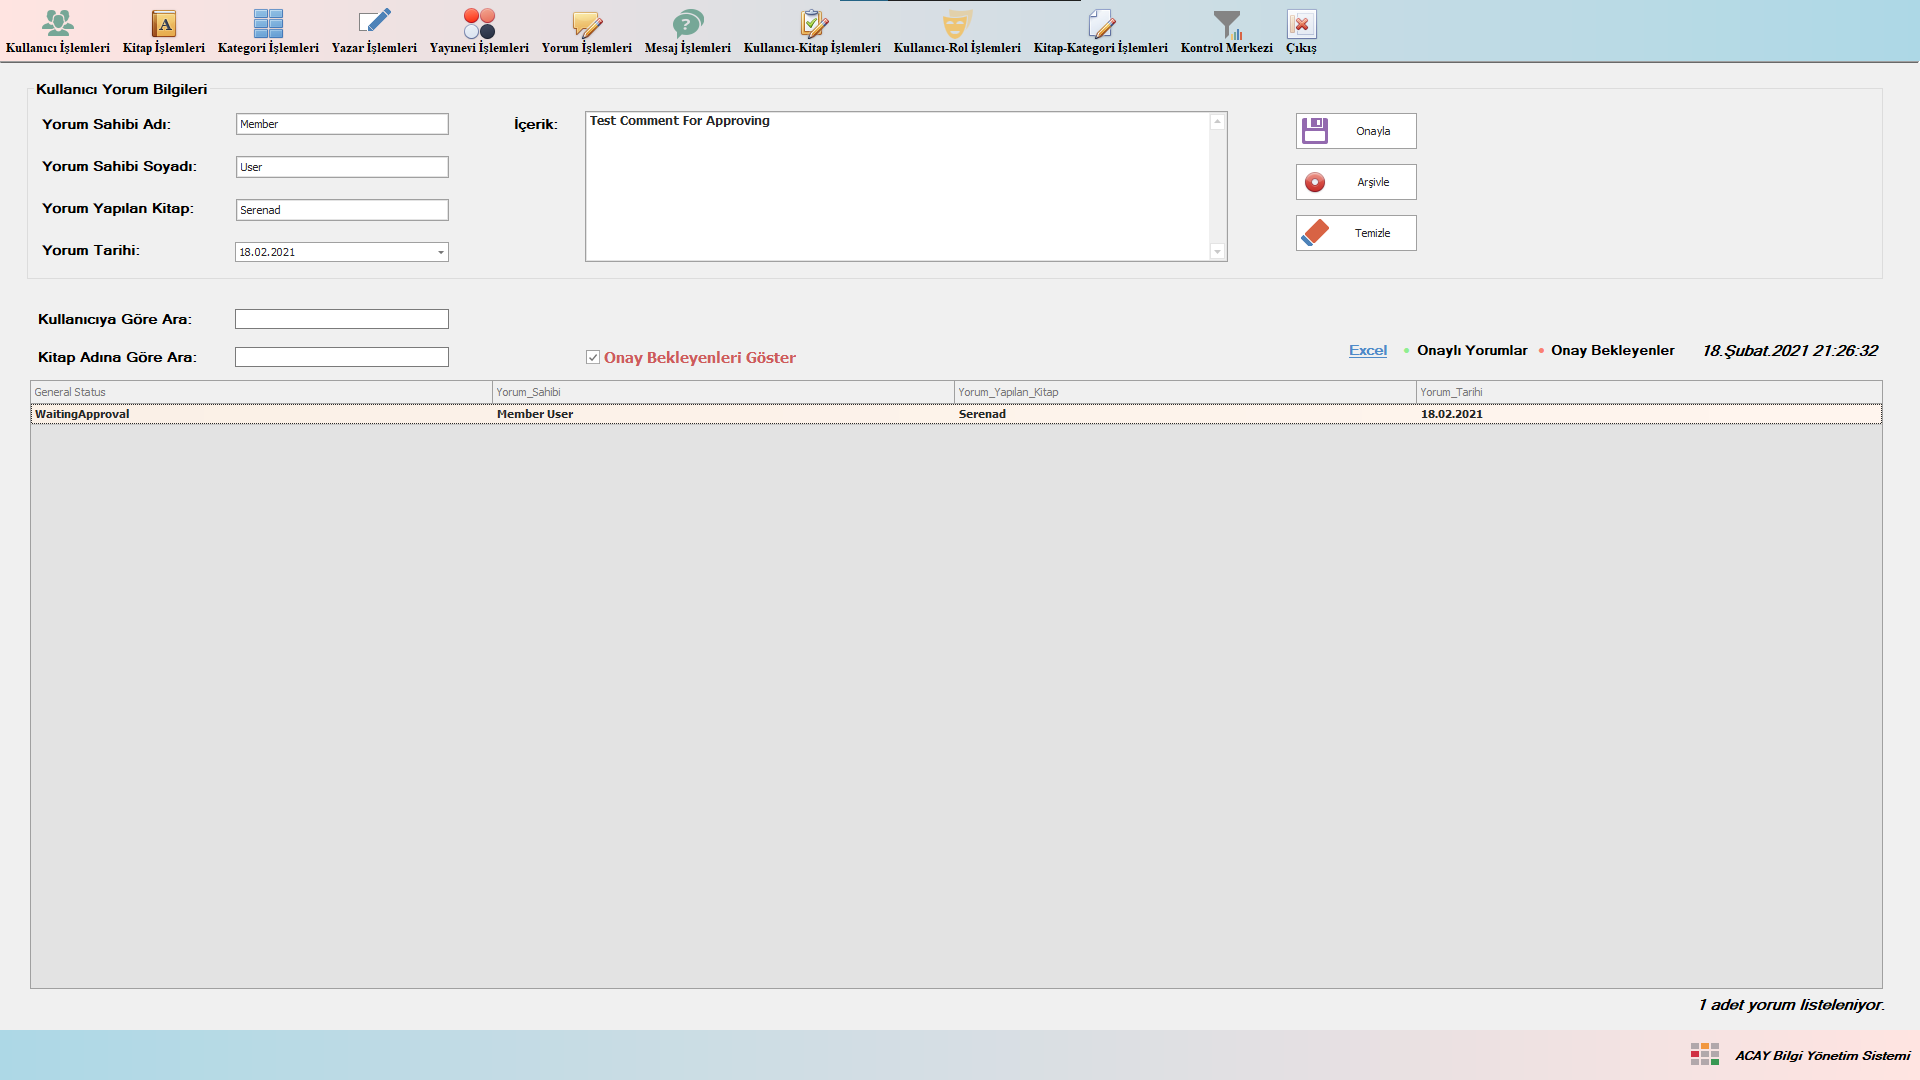 Kullanıcı İşlemleri Kitap İşlemleri Kategori İşlemleri Yazar İşlemleri Yayınevi İşlemleri Yorum İşlemleri Mesaj İşlemleri Kullanıcı-Kitap İşlemleri Kullanıcı-Rol İşlemleri Kitap-Kategori İşlemleri Kontrol Merkezi Çıkış
Kullanıcı Yorum Bilgileri
Yorum Sahibi Adı: Member
Yorum Sahibi Soyadı: User
Yorum Yapılan Kitap: Serenad
Yorum Tarihi: 18.02.2021
İçerik: Test Comment For Approving
Onayla
Arşivle
Temizle
Kullanıcıya Göre Ara:
Kitap Adına Göre Ara:
Onay Bekleyenleri Göster
Excel Onaylı Yorumlar Onay Bekleyenler 18.Şubat.2021 21:26:32
General Status Yorum_Sahibi Yorum_Yapılan_Kitap Yorum_Tarihi
WaitingApproval Member User Serenad 18.02.2021
1 adet yorum listeleniyor.
ACAY Bilgi Yönetim Sistemi